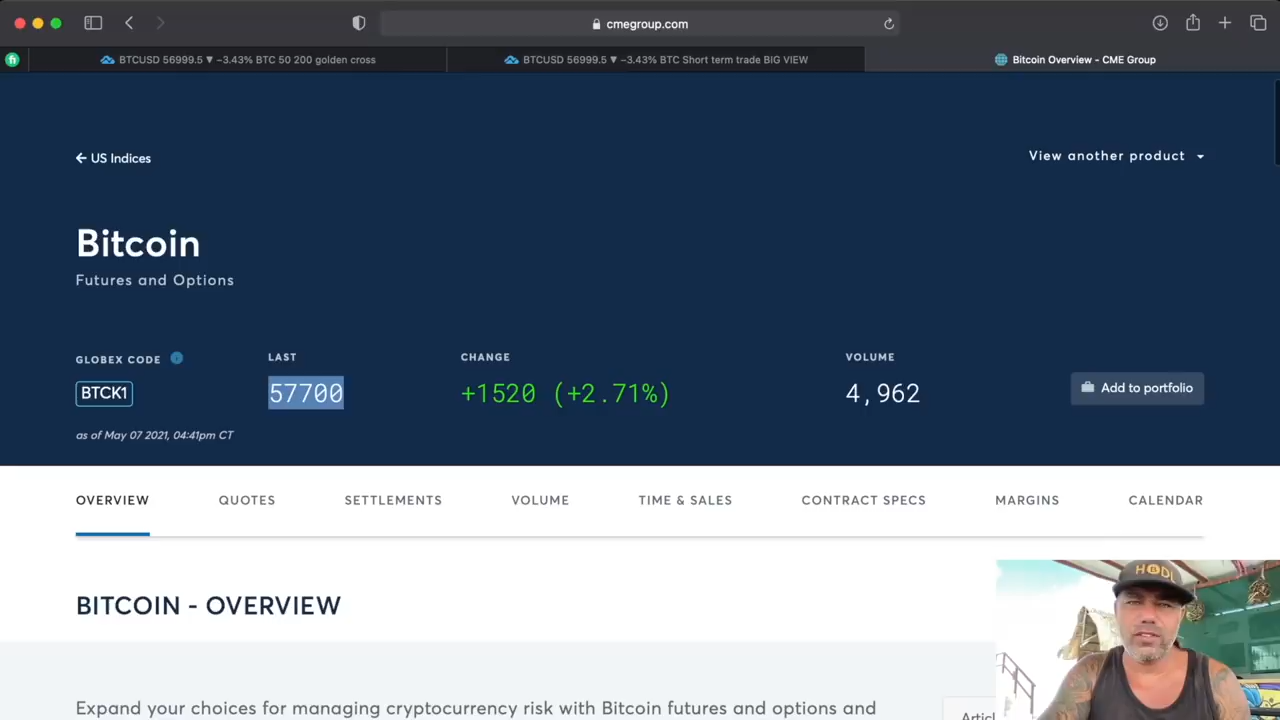 cmegroup.com
BTCUSD 56999.5 ▼ −3.43% BTC 50 200 golden cross
BTCUSD 56999.5 ▼ −3.43% BTC Short term trade BIG VIEW
Bitcoin Overview - CME Group
← US Indices
View another product
Bitcoin
Futures and Options
GLOBEX CODE
LAST
CHANGE
VOLUME
BTCK1
57700
+1520 (+2.71%)
4,962
Add to portfolio
as of May 07 2021, 04:41pm CT
OVERVIEW
QUOTES
SETTLEMENTS
VOLUME
TIME & SALES
CONTRACT SPECS
MARGINS
CALENDAR
BITCOIN - OVERVIEW
HODL
Expand your choices for managing cryptocurrency risk with Bitcoin futures and options and